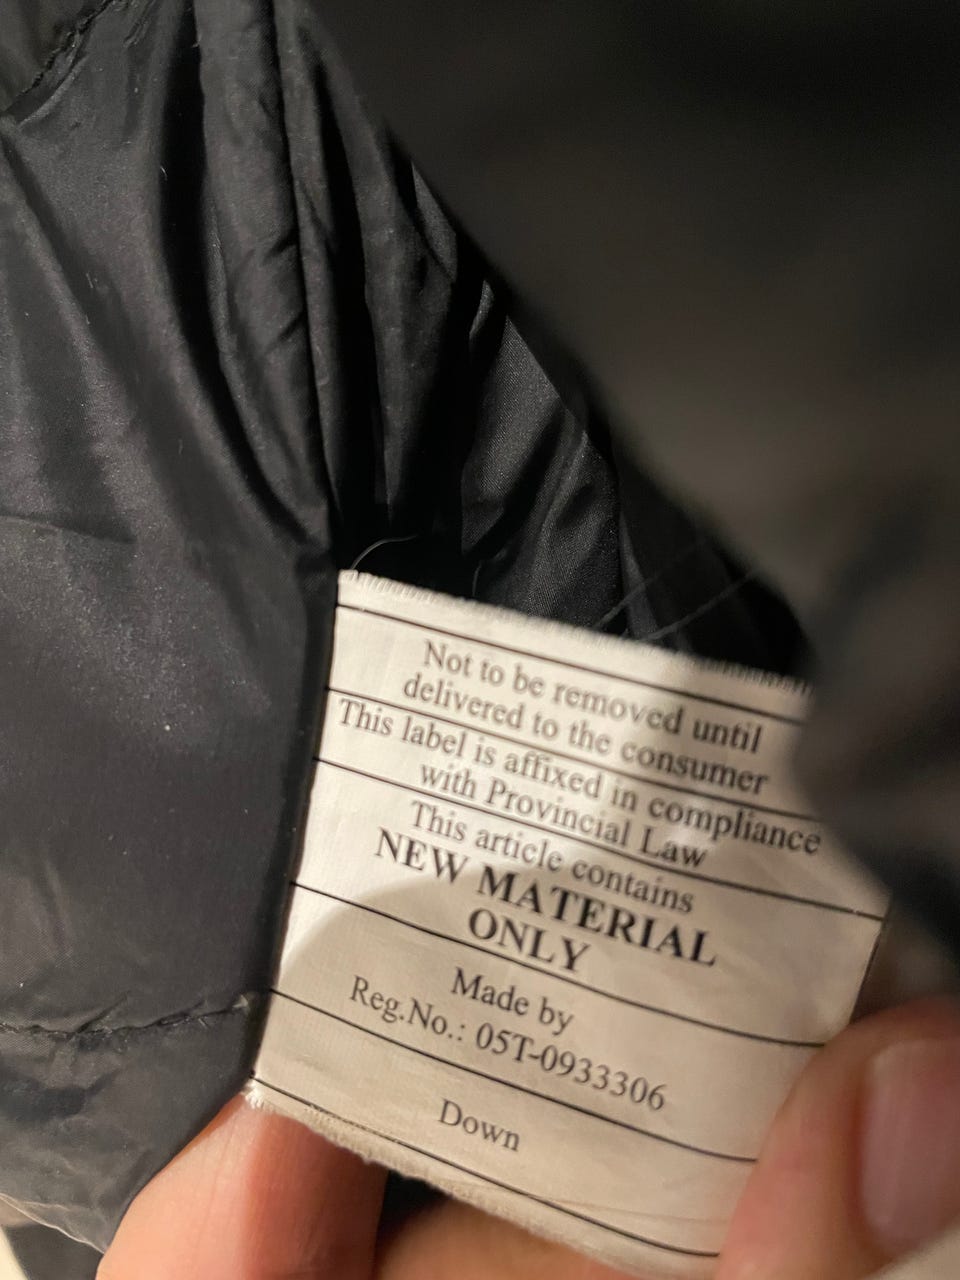 Not to be removed until
delivered to the consumer
This label is affixed in compliance
with Provincial Law
This article contains
NEW MATERIAL
ONLY
Made by
Reg.No.: 05T-0933306
Down